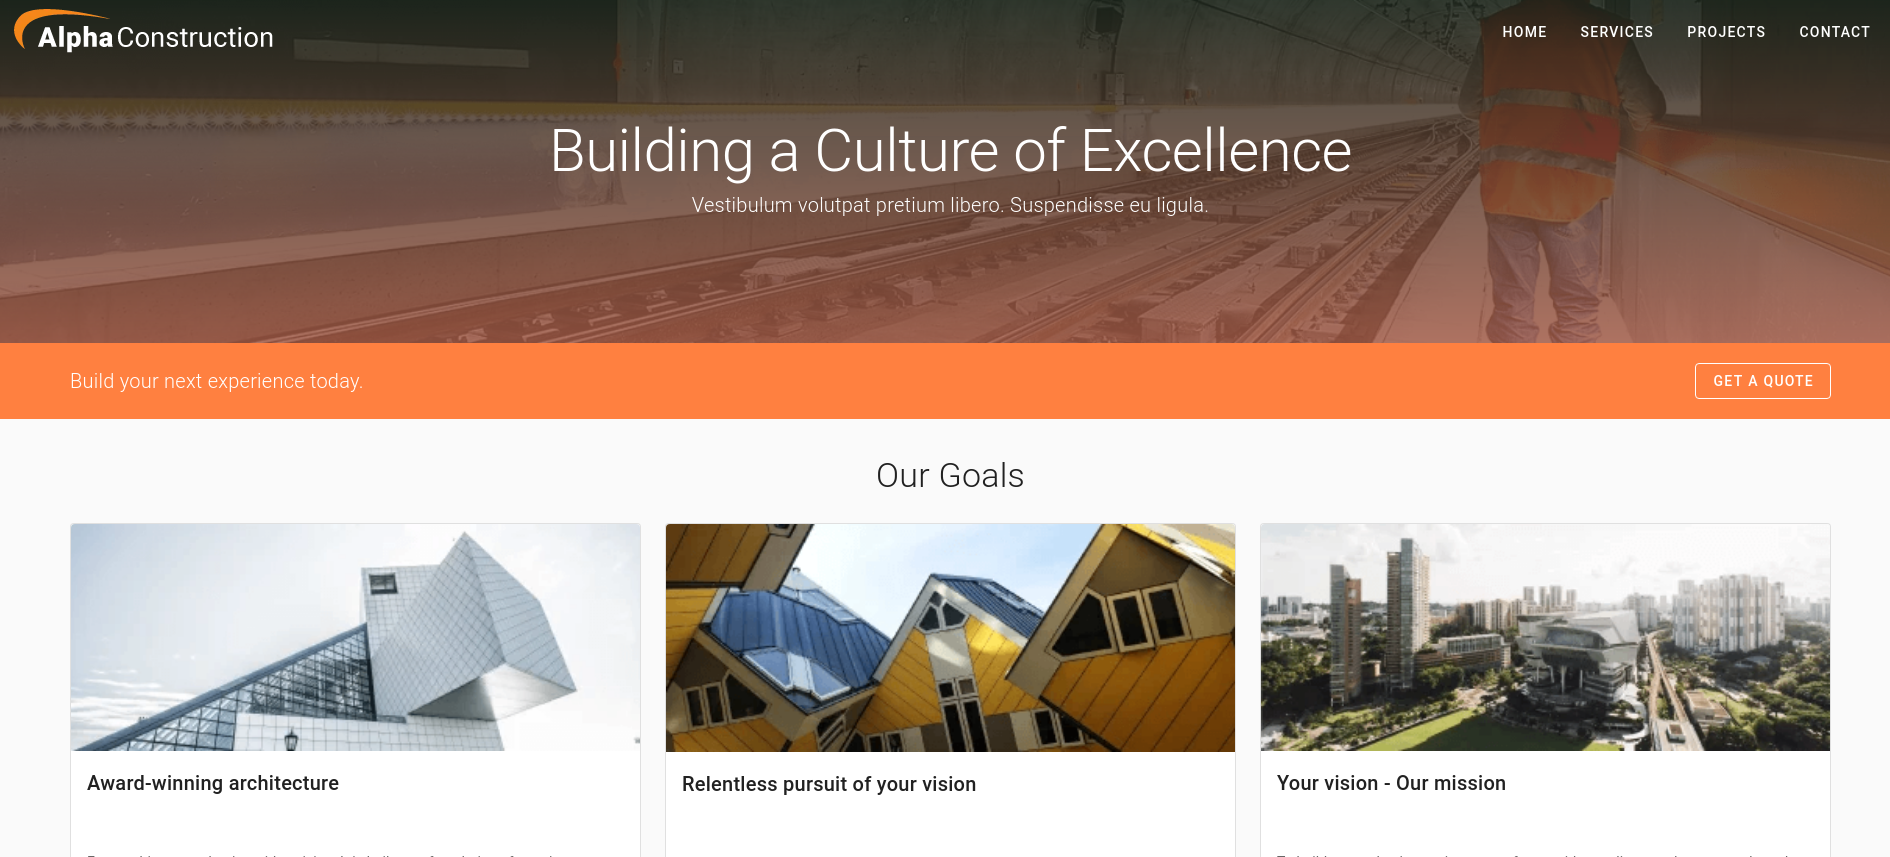 Alpha Construction
HOME SERVICES PROJECTS CONTACT
Building a Culture of Excellence
Vestibulum volutpat pretium libero. Suspendisse eu ligula.
Build your next experience today.
GET A QUOTE
Our Goals
Award-winning architecture
Relentless pursuit of your vision
Your vision - Our mission